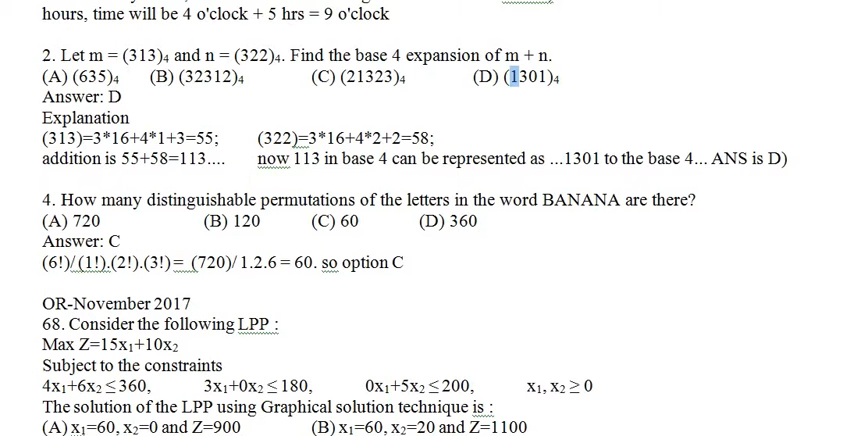 hours, time will be 4 o'clock + 5 hrs = 9 o'clock
2. Let m = (313)₄ and n = (322)₄. Find the base 4 expansion of m + n.
(A) (635)₄ (B) (32312)₄ (C) (21323)₄ (D) (1301)₄
Answer: D
Explanation
(313)=3*16+4*1+3=55; (322)=3*16+4*2+2=58;
addition is 55+58=113.... now 113 in base 4 can be represented as ...1301 to the base 4... ANS is D)
4. How many distinguishable permutations of the letters in the word BANANA are there?
(A) 720 (B) 120 (C) 60 (D) 360
Answer: C
(6!)/(1!).(2!).(3!)= (720)/1.2.6 = 60. so option C
OR-November 2017
68. Consider the following LPP :
Max Z=15x₁+10x₂
Subject to the constraints
4x₁+6x₂ ≤ 360, 3x₁+0x₂ ≤ 180, 0x₁+5x₂ ≤ 200, x₁, x₂ ≥ 0
The solution of the LPP using Graphical solution technique is :
(A) x₁=60, x₂=0 and Z=900 (B) x₁=60, x₂=20 and Z=1100